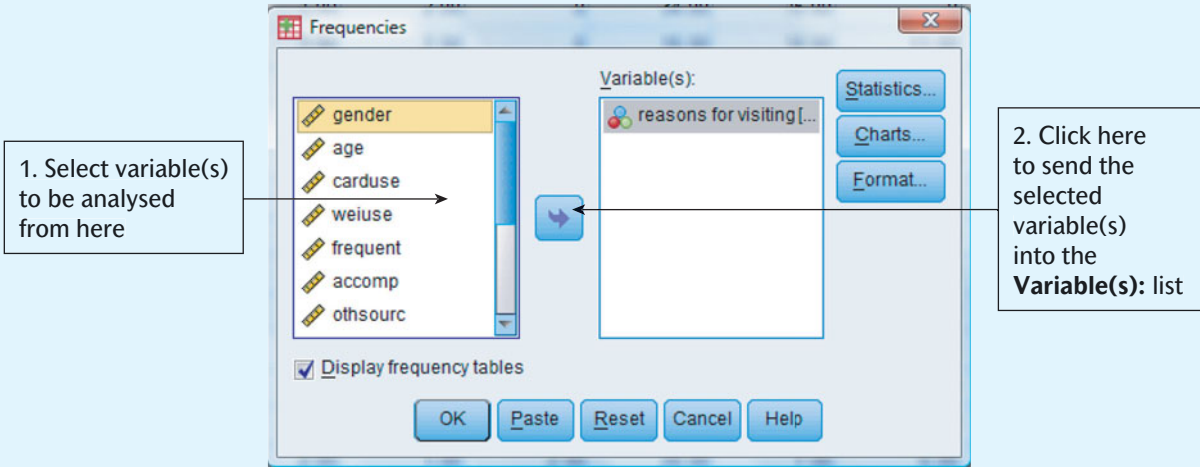 Frequencies
Variable(s):
gender
age
carduse
weiuse
frequent
accomp
othsourc
reasons for visiting [...
Statistics...
Charts...
Format...
Display frequency tables
OK Paste Reset Cancel Help
1. Select variable(s)
to be analysed
from here
2. Click here
to send the
selected
variable(s)
into the
Variable(s): list